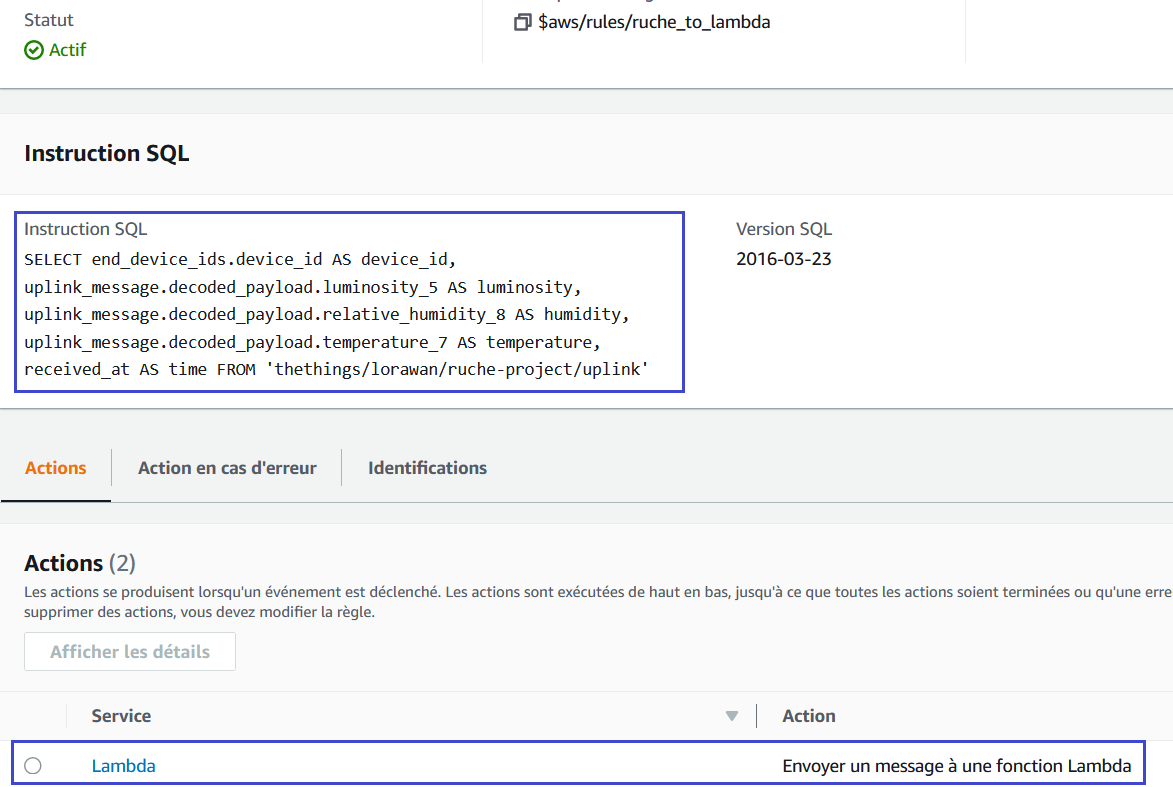 Statut
Actif
$aws/rules/ruche_to_lambda
Instruction SQL
Instruction SQL
SELECT end_device_ids.device_id AS device_id,
uplink_message.decoded_payload.luminosity_5 AS luminosity,
uplink_message.decoded_payload.relative_humidity_8 AS humidity,
uplink_message.decoded_payload.temperature_7 AS temperature,
received_at AS time FROM 'thethings/lorawan/ruche-project/uplink'
Version SQL
2016-03-23
Actions
Action en cas d'erreur
Identifications
Actions (2)
Les actions se produisent lorsqu'un événement est déclenché. Les actions sont exécutées de haut en bas, jusqu'à ce que toutes les actions soient terminées ou qu'une erre
supprimer des actions, vous devez modifier la règle.
Afficher les détails
Service
Action
Lambda
Envoyer un message à une fonction Lambda